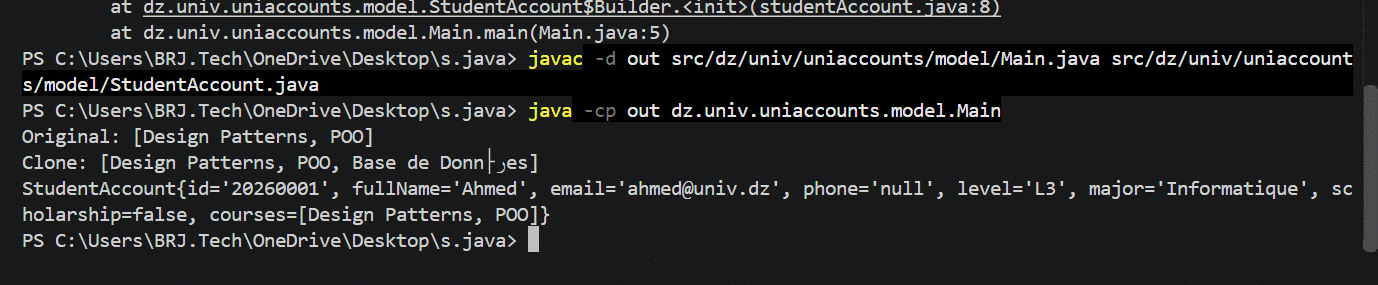 at dz.univ.uniaccounts.model.StudentAccount$Builder.<init>(studentAccount.java:8)
at dz.univ.uniaccounts.model.Main.main(Main.java:5)
PS C:\Users\BRJ.Tech\OneDrive\Desktop\s.java> javac -d out src/dz/univ/uniaccounts/model/Main.java src/dz/univ/uniaccount
s/model/StudentAccount.java
PS C:\Users\BRJ.Tech\OneDrive\Desktop\s.java> java -cp out dz.univ.uniaccounts.model.Main
Original: [Design Patterns, POO]
Clone: [Design Patterns, POO, Base de Donn├رes]
StudentAccount{id='20260001', fullName='Ahmed', email='ahmed@univ.dz', phone='null', level='L3', major='Informatique', sc
holarship=false, courses=[Design Patterns, POO]}
PS C:\Users\BRJ.Tech\OneDrive\Desktop\s.java>